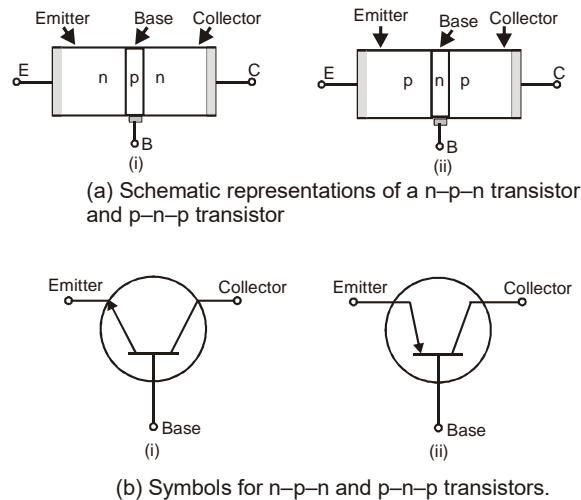 Emitter Base Collector
E n p n C
B
(i)
Emitter Base Collector
E p n p C
B
(ii)
(a) Schematic representations of a n–p–n transistor
and p–n–p transistor
Emitter Collector
Base
(i)
Emitter Collector
Base
(ii)
(b) Symbols for n–p–n and p–n–p transistors.